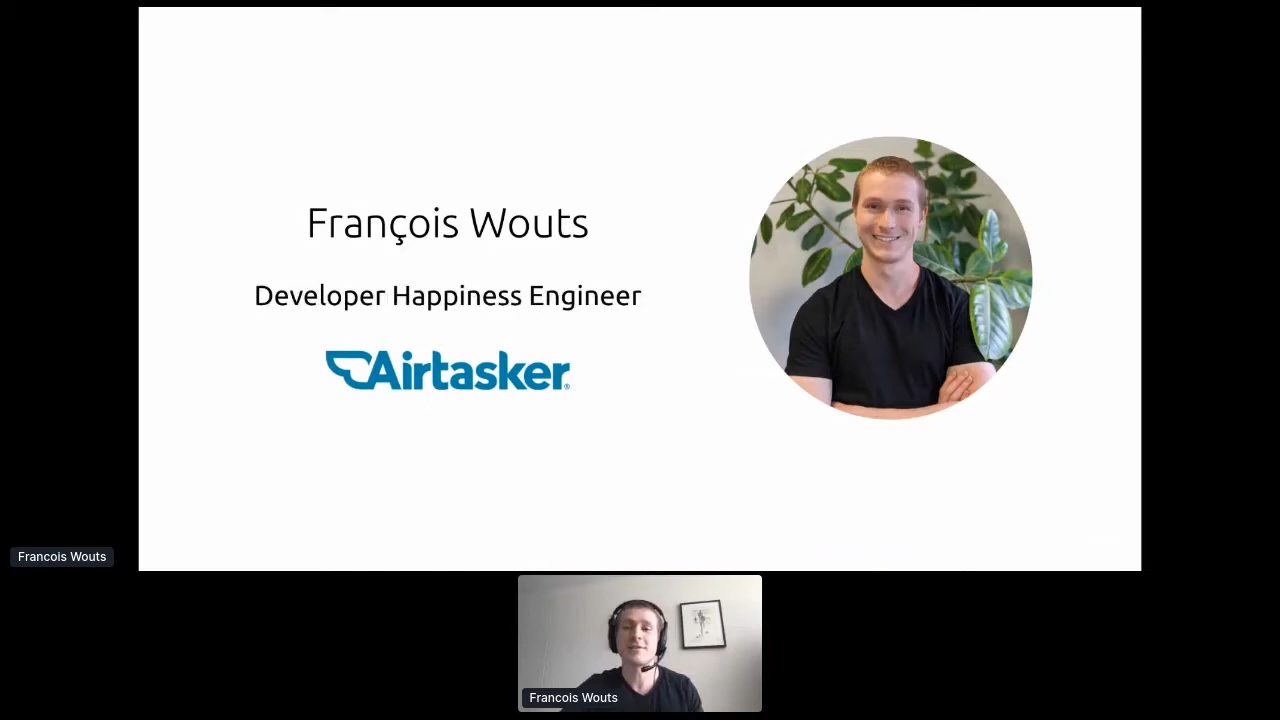 François Wouts
Developer Happiness Engineer
Airtasker
Francois Wouts
Francois Wouts